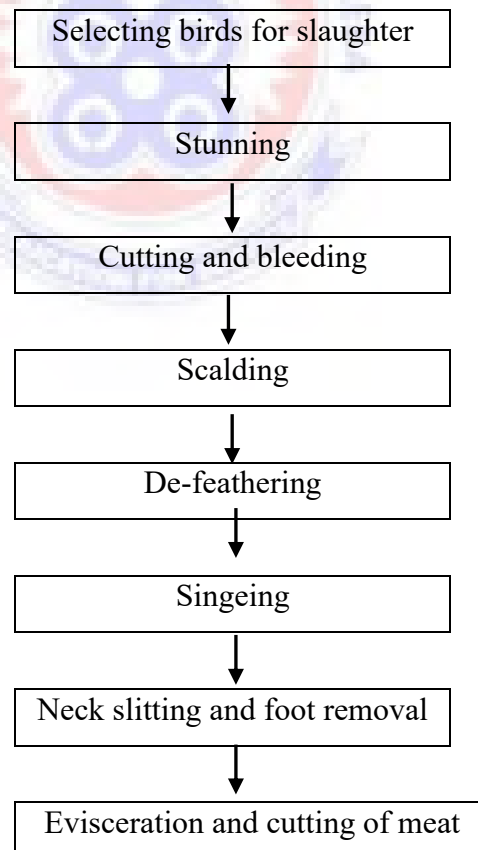 Selecting birds for slaughter
Stunning
Cutting and bleeding
Scalding
De-feathering
Singeing
Neck slitting and foot removal
Evisceration and cutting of meat